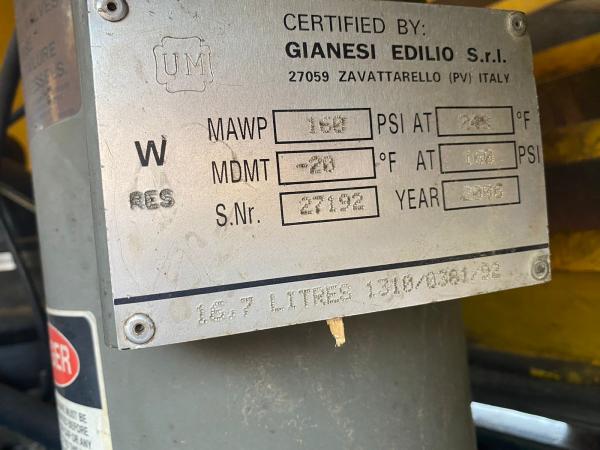 CERTIFIED BY:
UM
GIANESI EDILIO S.r.l.
27059 ZAVATTARELLO (PV) ITALY
MAWP 160 PSI AT °F
W
MDMT -20 °F AT PSI
RES
S.Nr. 27192 YEAR
16.7 LITRES 1310/0381/92